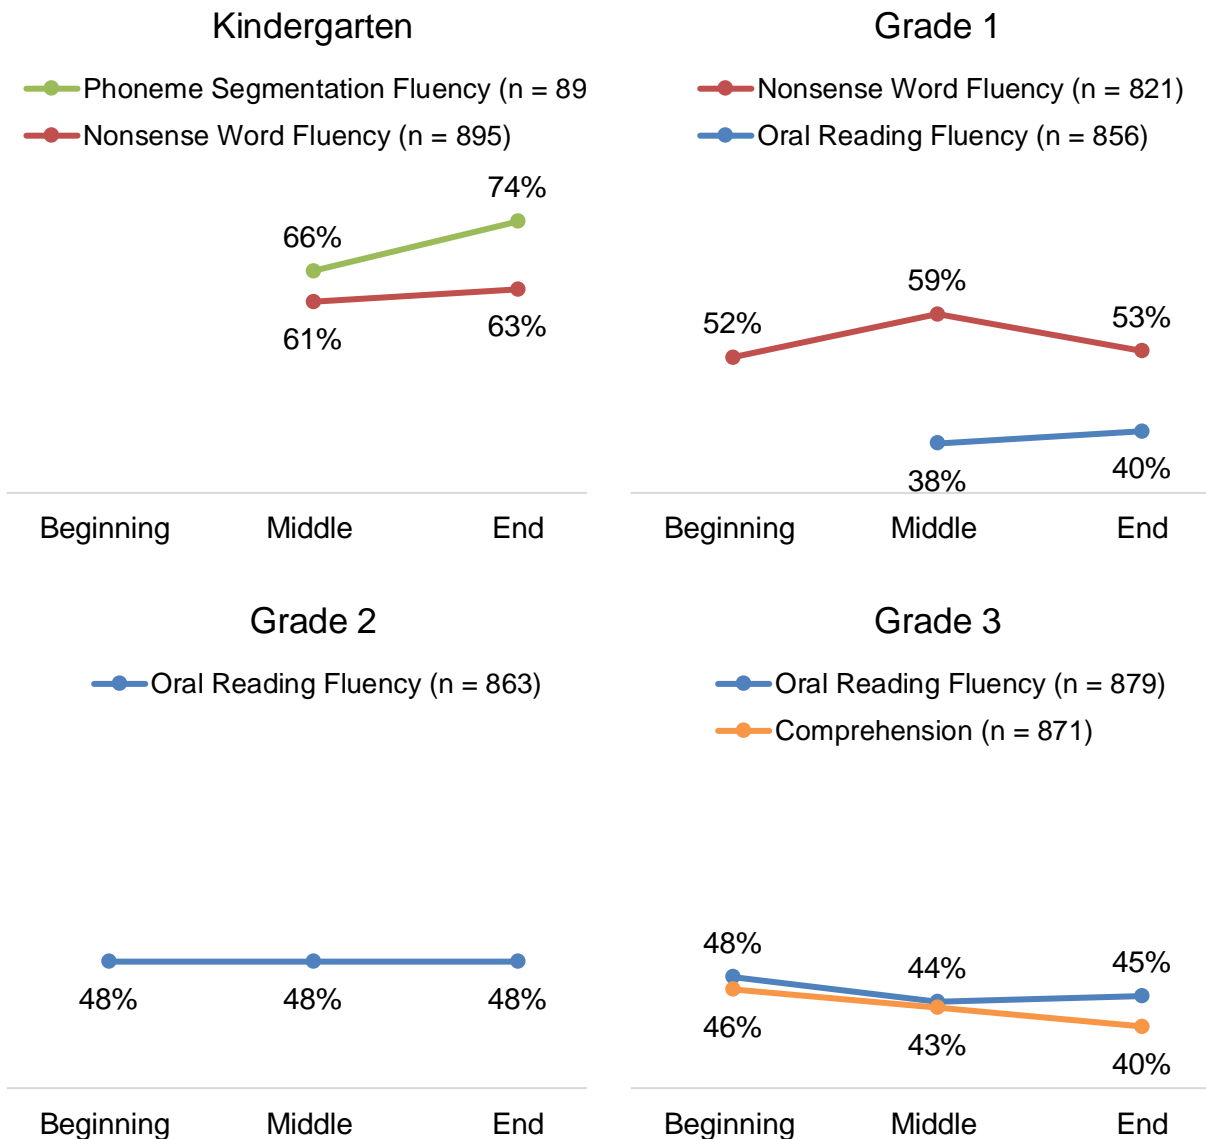 Kindergarten
Phoneme Segmentation Fluency (n = 89
Nonsense Word Fluency (n = 895)
74%
66%
61%
63%
Beginning Middle End
Grade 1
Nonsense Word Fluency (n = 821)
Oral Reading Fluency (n = 856)
59%
52%
53%
38%
40%
Beginning Middle End
Grade 2
Oral Reading Fluency (n = 863)
48% 48% 48%
Beginning Middle End
Grade 3
Oral Reading Fluency (n = 879)
Comprehension (n = 871)
48%
44%
45%
46%
43%
40%
Beginning Middle End